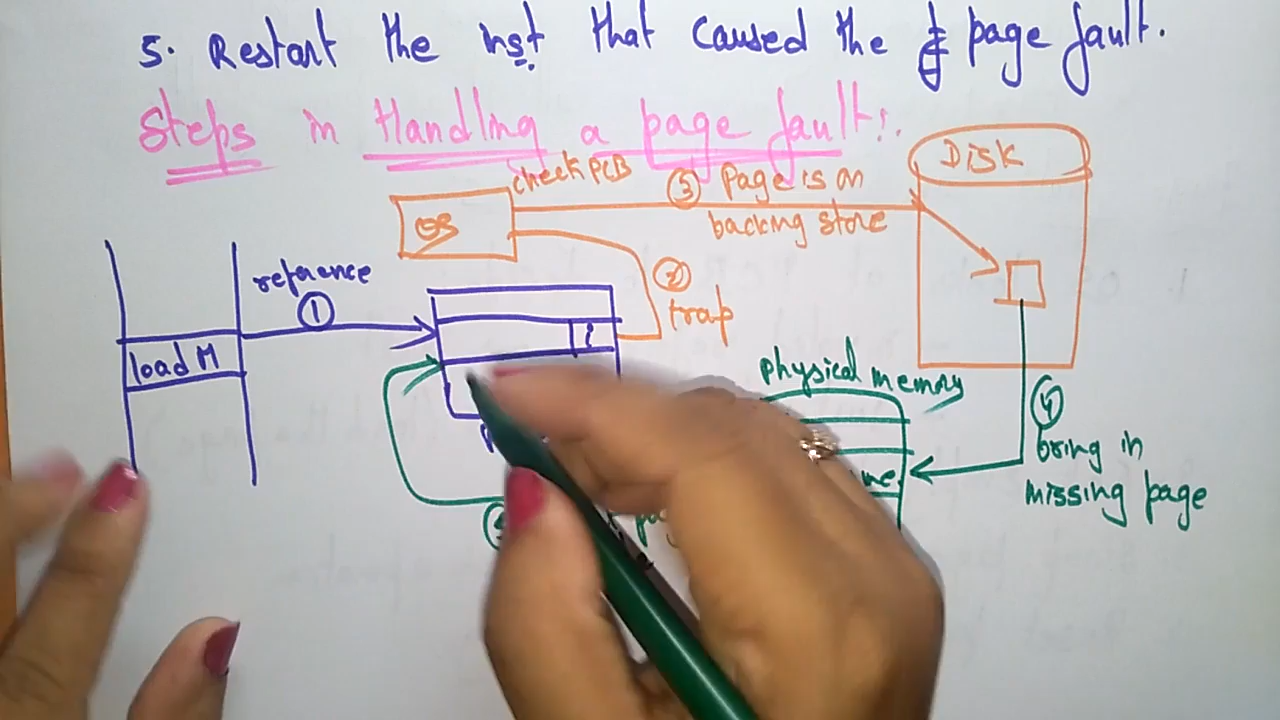 5. Restart the inst that caused the page fault.
Steps in Handling a page fault:.
check PCB
③ Page is on
backing store
Disk
OS
reference
①
② trap
i
load M
physical memory
④
bring in
missing page